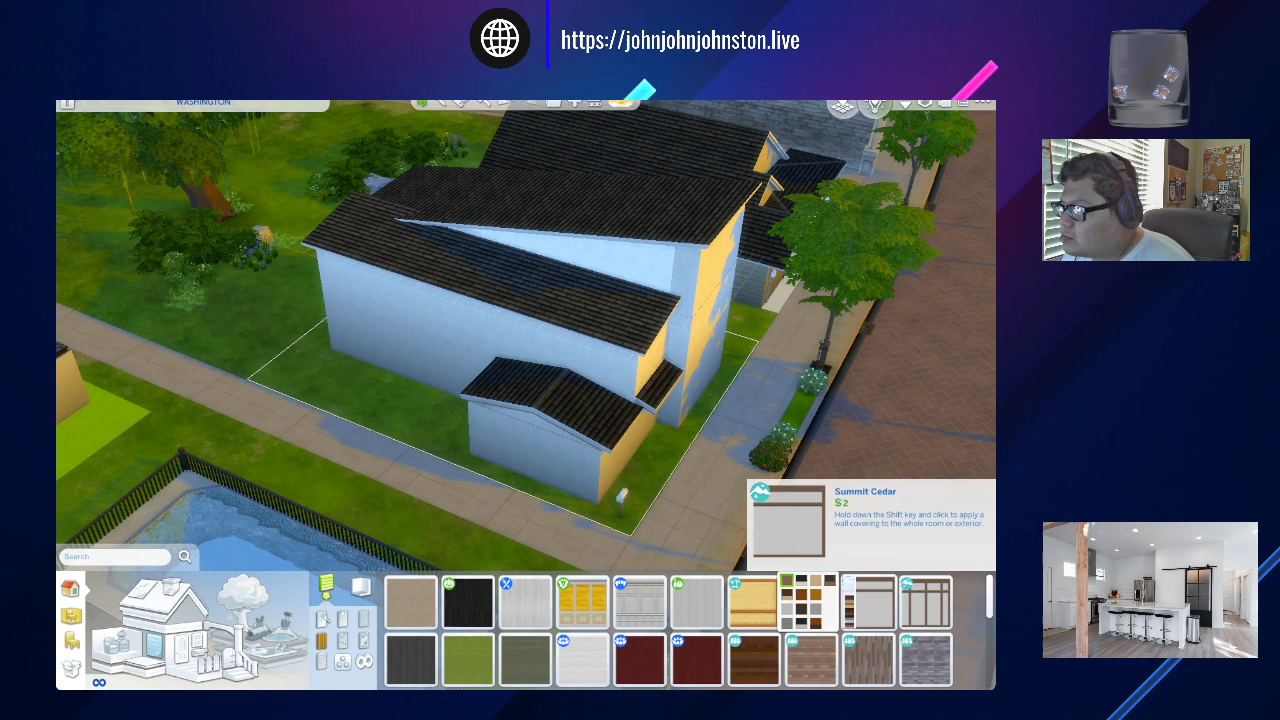 https://johnjohnjohnston.live
WASHINGTON
Summit Cedar
§2
Hold down the Shift key and click to apply a
wall covering to the whole room or exterior.
Search